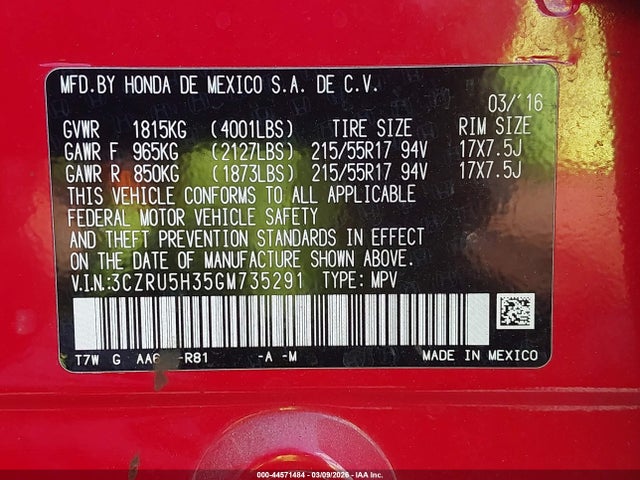 MFD.BY HONDA DE MEXICO S.A. DE C.V.
03/'16
GVWR 1815KG (4001LBS) TIRE SIZE RIM SIZE
GAWR F 965KG (2127LBS) 215/55R17 94V 17X7.5J
GAWR R 850KG (1873LBS) 215/55R17 94V 17X7.5J
THIS VEHICLE CONFORMS TO ALL APPLICABLE
FEDERAL MOTOR VEHICLE SAFETY
AND THEFT PREVENTION STANDARDS IN EFFECT
ON THE DATE OF MANUFACTURE SHOWN ABOVE.
V.I.N.:3CZRU5H35GM735291 TYPE: MPV
T7W G -R81 -A -M MADE IN MEXICO
000-44571484 - 03/09/2026 - IAA Inc.